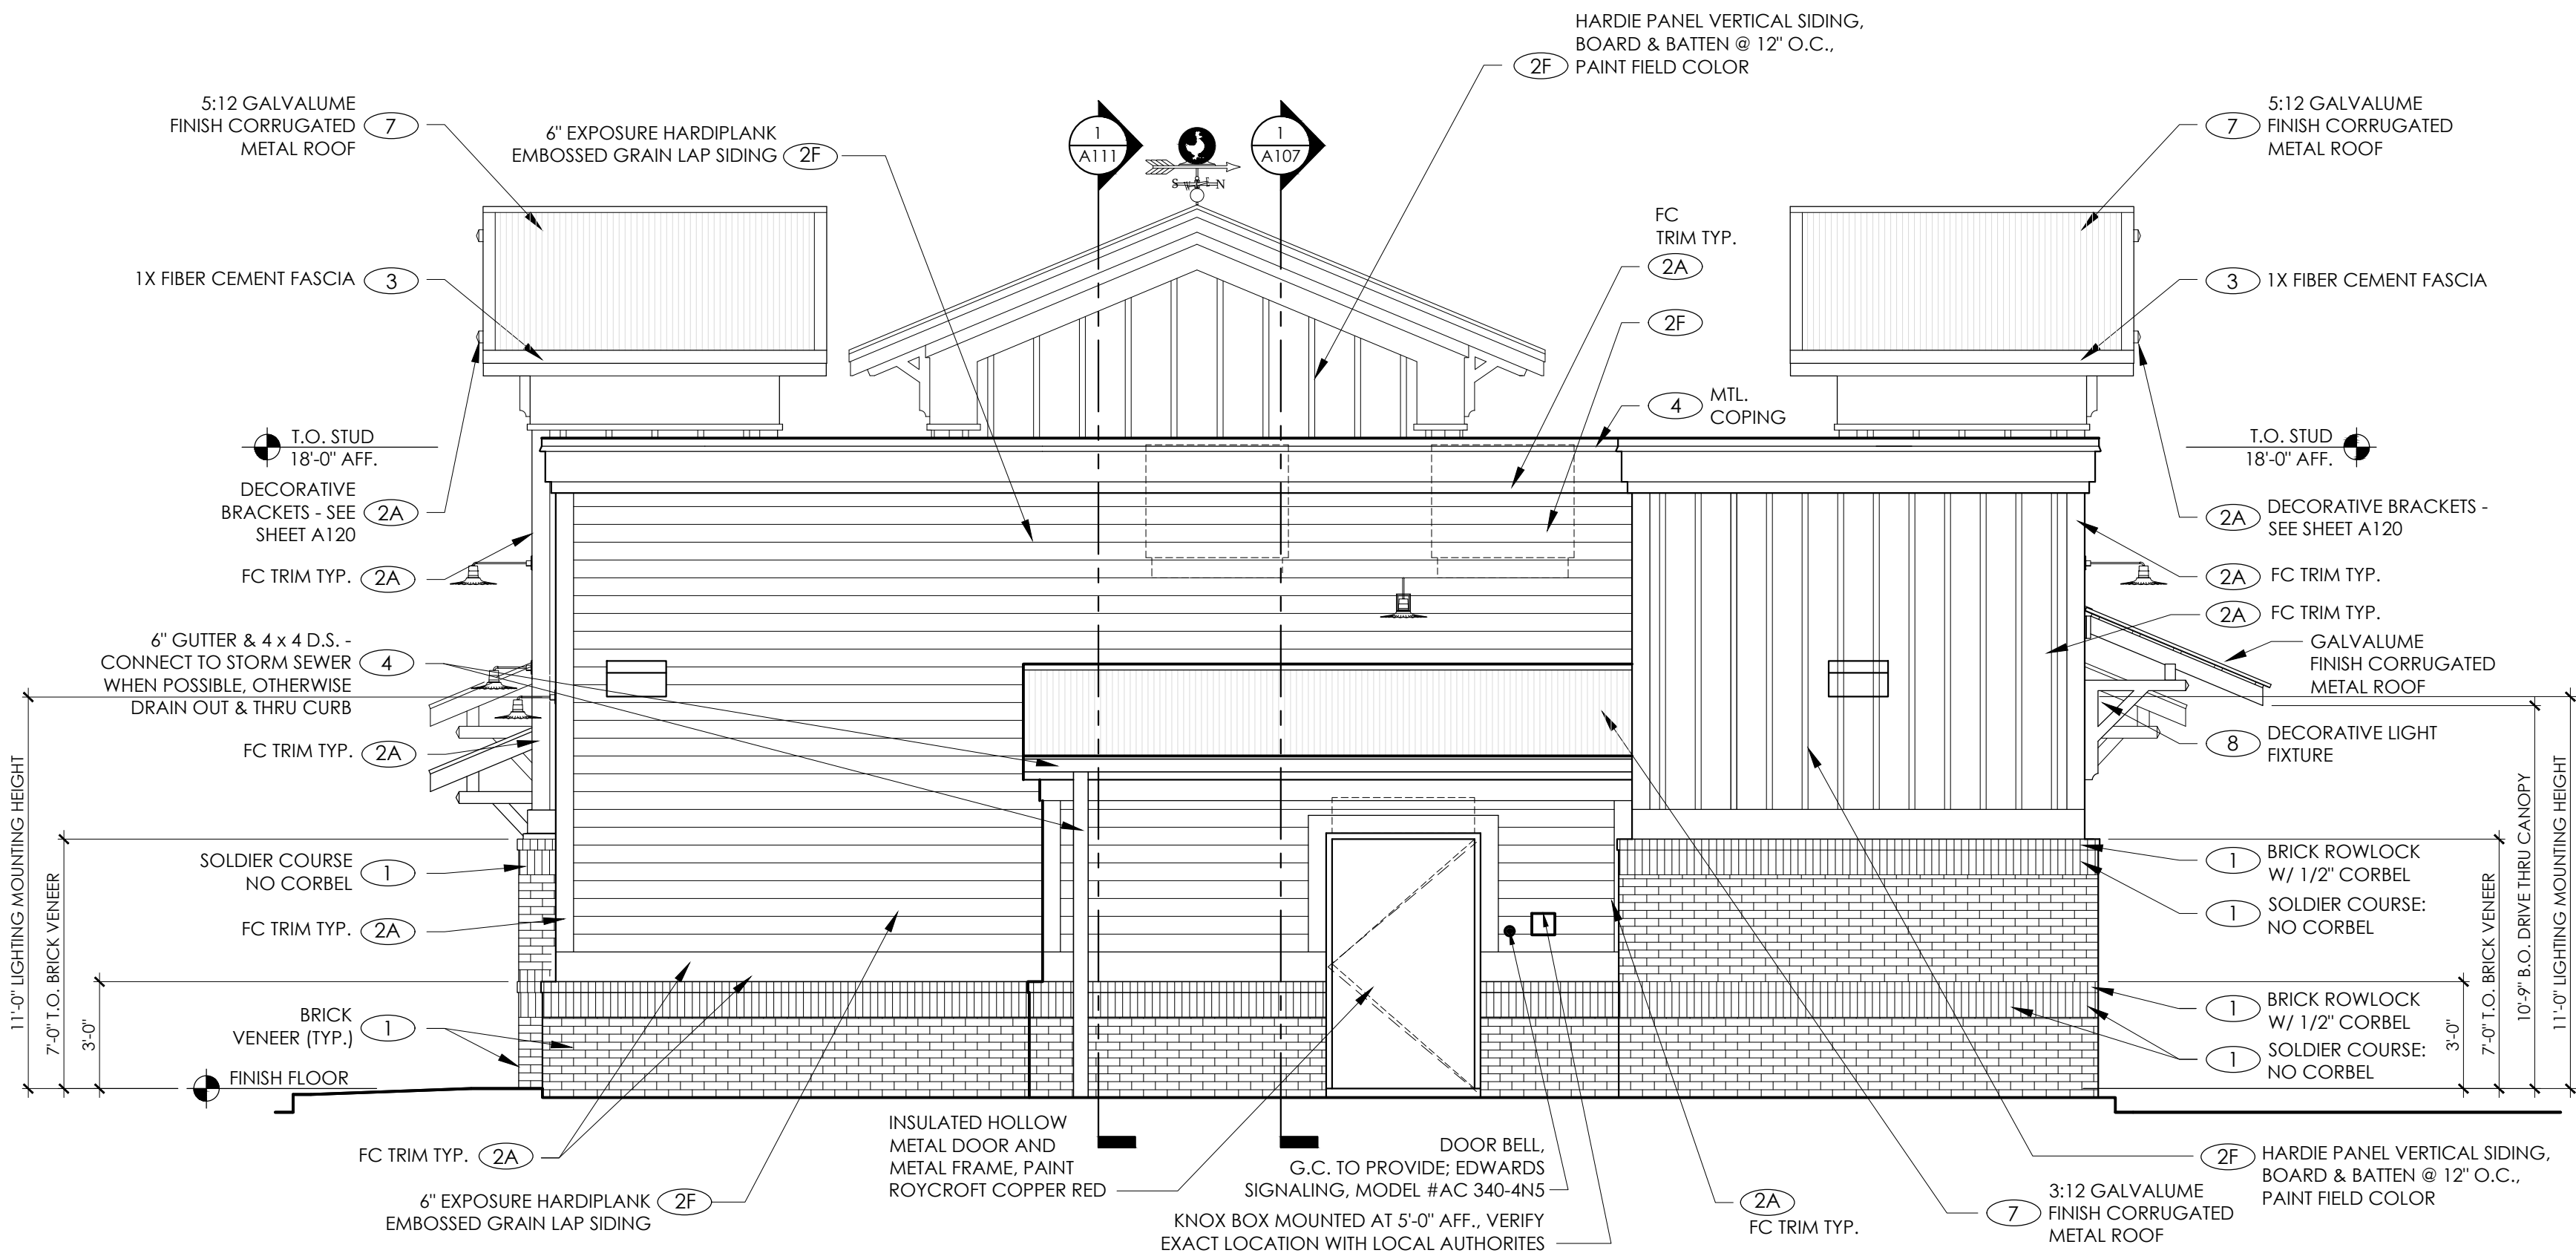 HARDIE PANEL VERTICAL SIDING,
BOARD & BATTEN @ 12" O.C.,
2F PAINT FIELD COLOR
5:12 GALVALUME
FINISH CORRUGATED 7
METAL ROOF
6" EXPOSURE HARDIPLANK
EMBOSSED GRAIN LAP SIDING 2F
1
A111
1
A107
S W E N
5:12 GALVALUME
7 FINISH CORRUGATED
METAL ROOF
FC
TRIM TYP.
2A
1X FIBER CEMENT FASCIA 3
3 1X FIBER CEMENT FASCIA
2F
4 MTL.
COPING
T.O. STUD
18'-0" AFF.
T.O. STUD
18'-0" AFF.
DECORATIVE
BRACKETS - SEE 2A
SHEET A120
2A DECORATIVE BRACKETS -
SEE SHEET A120
FC TRIM TYP. 2A
2A FC TRIM TYP.
2A FC TRIM TYP.
6" GUTTER & 4 x 4 D.S. -
CONNECT TO STORM SEWER 4
WHEN POSSIBLE, OTHERWISE
DRAIN OUT & THRU CURB
GALVALUME
FINISH CORRUGATED
METAL ROOF
FC TRIM TYP. 2A
8 DECORATIVE LIGHT
FIXTURE
11'-0" LIGHTING MOUNTING HEIGHT
7'-0" T.O. BRICK VENEER
3'-0"
SOLDIER COURSE
NO CORBEL 1
1 BRICK ROWLOCK
W/ 1/2" CORBEL
1 SOLDIER COURSE:
NO CORBEL
FC TRIM TYP. 2A
BRICK
VENEER (TYP.) 1
1 BRICK ROWLOCK
W/ 1/2" CORBEL
1 SOLDIER COURSE:
NO CORBEL
3'-0"
7'-0" T.O. BRICK VENEER
10'-9" B.O. DRIVE THRU CANOPY
11'-0" LIGHTING MOUNTING HEIGHT
FINISH FLOOR
FC TRIM TYP. 2A
6" EXPOSURE HARDIPLANK 2F
EMBOSSED GRAIN LAP SIDING
INSULATED HOLLOW
METAL DOOR AND
METAL FRAME, PAINT
ROYCROFT COPPER RED
DOOR BELL,
G.C. TO PROVIDE; EDWARDS
SIGNALING, MODEL #AC 340-4N5
KNOX BOX MOUNTED AT 5'-0" AFF., VERIFY
EXACT LOCATION WITH LOCAL AUTHORITES
2A
FC TRIM TYP.
3:12 GALVALUME
7 FINISH CORRUGATED
METAL ROOF
2F HARDIE PANEL VERTICAL SIDING,
BOARD & BATTEN @ 12" O.C.,
PAINT FIELD COLOR